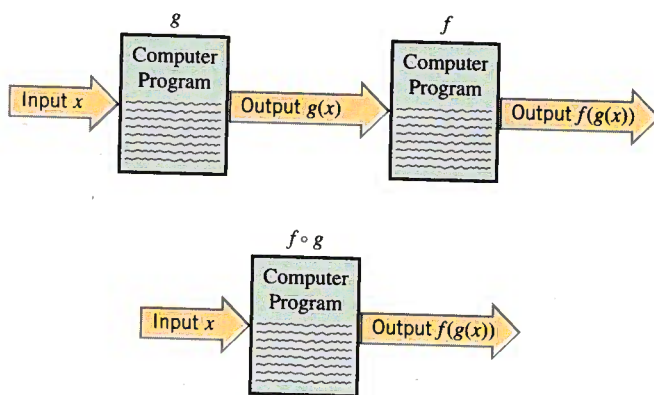 g
f
Computer
Program
Computer
Program
Input x
Output g(x)
Output f(g(x))
f ∘ g
Computer
Program
Input x
Output f(g(x))